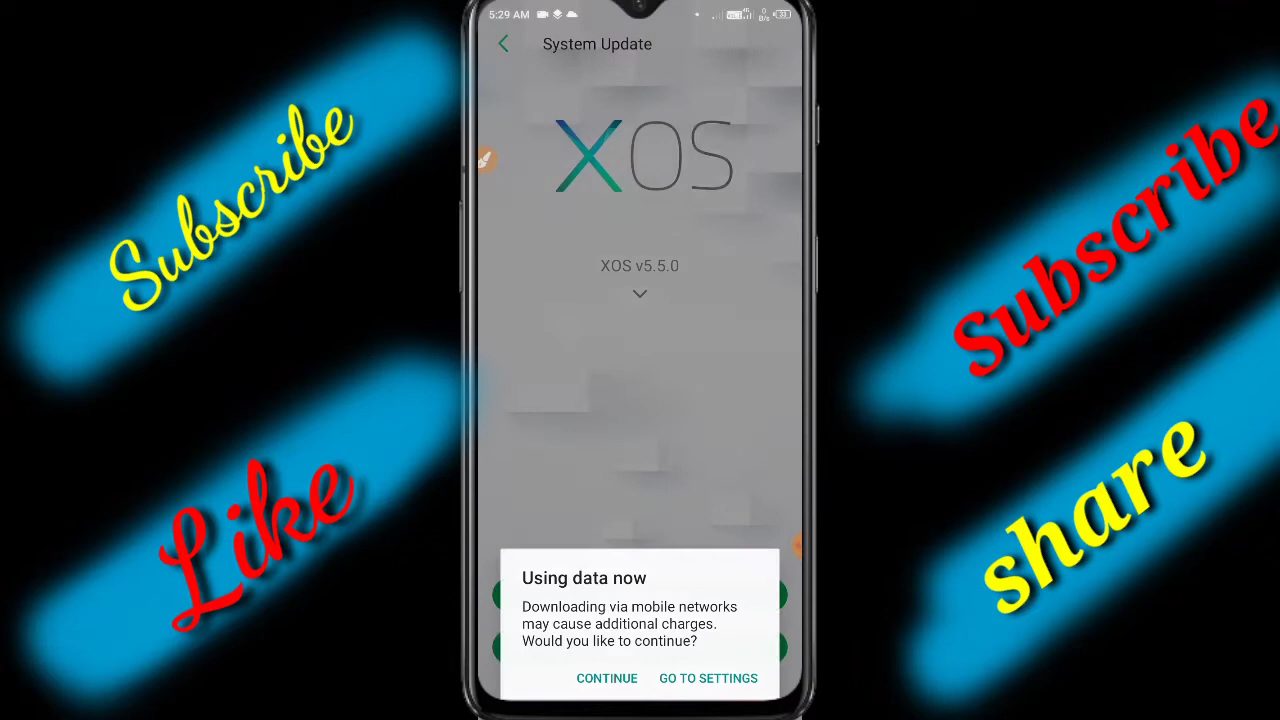 5:29 AM
System Update
XOS
XOS v5.5.0
Using data now
Downloading via mobile networks
may cause additional charges.
Would you like to continue?
CONTINUE GO TO SETTINGS
Subscribe
Like
Subscribe
share